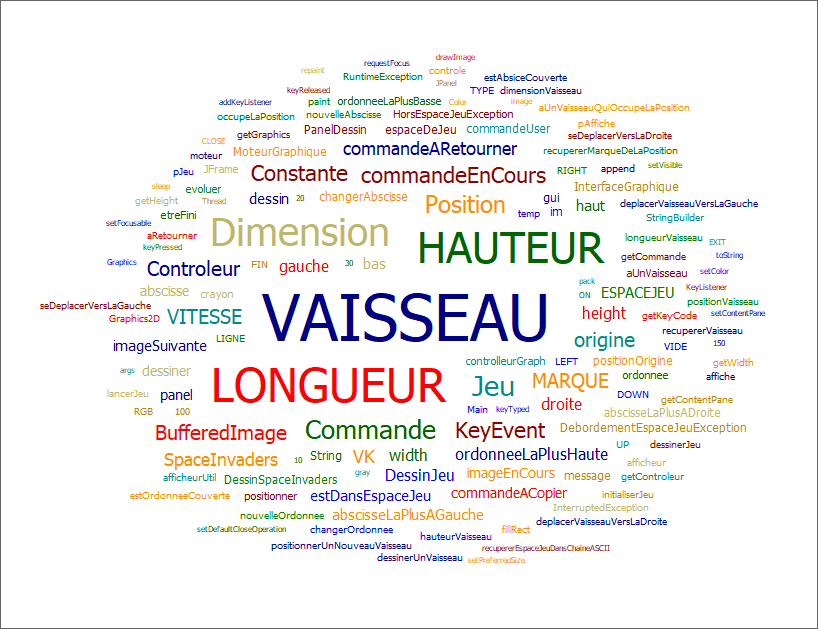 drawImage
requestFocus
repaint RuntimeException controle estAbsiceCouverte
keyReleased JPanel TYPE dimensionVaisseau
addKeyListener paint ordonneeLaPlusBasse Color image aUnVaisseauQuiOccupeLaPosition
occupeLaPosition nouvelleAbscisse HorsEspaceJeuException pAffiche
getGraphics PanelDessin espaceDeJeu commandeUser seDeplacerVersLaDroite
CLOSE MoteurGraphique commandeARetourner recupererMarqueDeLaPosition
moteur
pJeu JFrame Constante commandeEnCours RIGHT append setVisible
sleep evoluer InterfaceGraphique
getHeight Thread dessin 20 changerAbscisse Position gui haut deplacerVaisseauVersLaGauche
etreFini temp im StringBuilder
setFocusable aRetourner Dimension HAUTEUR longueurVaisseau EXIT
keyPressed getCommande toString
Graphics Controleur FIN gauche 30 bas aUnVaisseau setColor
abscisse crayon pack ON ESPACEJEU KeyListener
seDeplacerVersLaGauche positionVaisseau
Graphics2D VITESSE VAISSEAU height getKeyCode setContentPane
LIGNE origine recupererVaisseau
imageSuivante VIDE 150
controlleurGraph LEFT positionOrigine getWidth
args dessiner LONGUEUR Jeu MARQUE ordonnee affiche
lancerJeu panel DOWN getContentPane
RGB 100 Main keyTyped droite abscisseLaPlusADroite
BufferedImage Commande KeyEvent DebordementEspaceJeuException
UP dessinerJeu
SpaceInvaders 10 String VK width ordonneeLaPlusHaute afficheur
afficheurUtil DessinSpaceInvaders gray DessinJeu imageEnCours message getControleur
estOrdonneeCouverte positionner estDansEspaceJeu commandeACopier initialiserJeu
InterruptedException
nouvelleOrdonnee abscisseLaPlusAGauche deplacerVaisseauVersLaDroite
setDefaultCloseOperation changerOrdonnee fillRect
hauteurVaisseau
positionnerUnNouveauVaisseau recupererEspaceJeuDansChaineASCII
dessinerUnVaisseau setPreferredSize